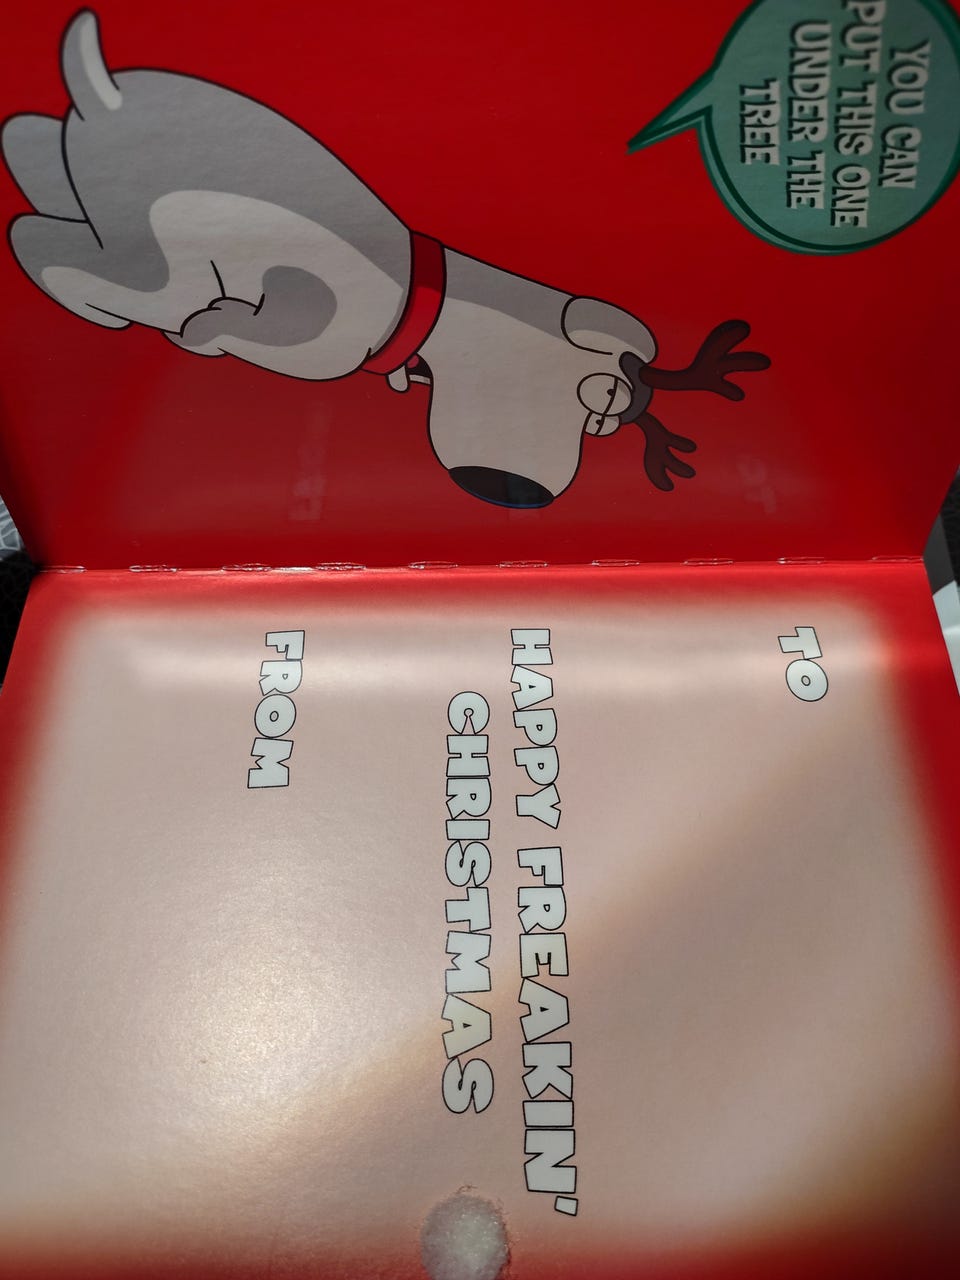 YOU CAN
PUT THIS ONE
UNDER THE
TREE
TO
HAPPY FREAKIN'
CHRISTMAS
FROM